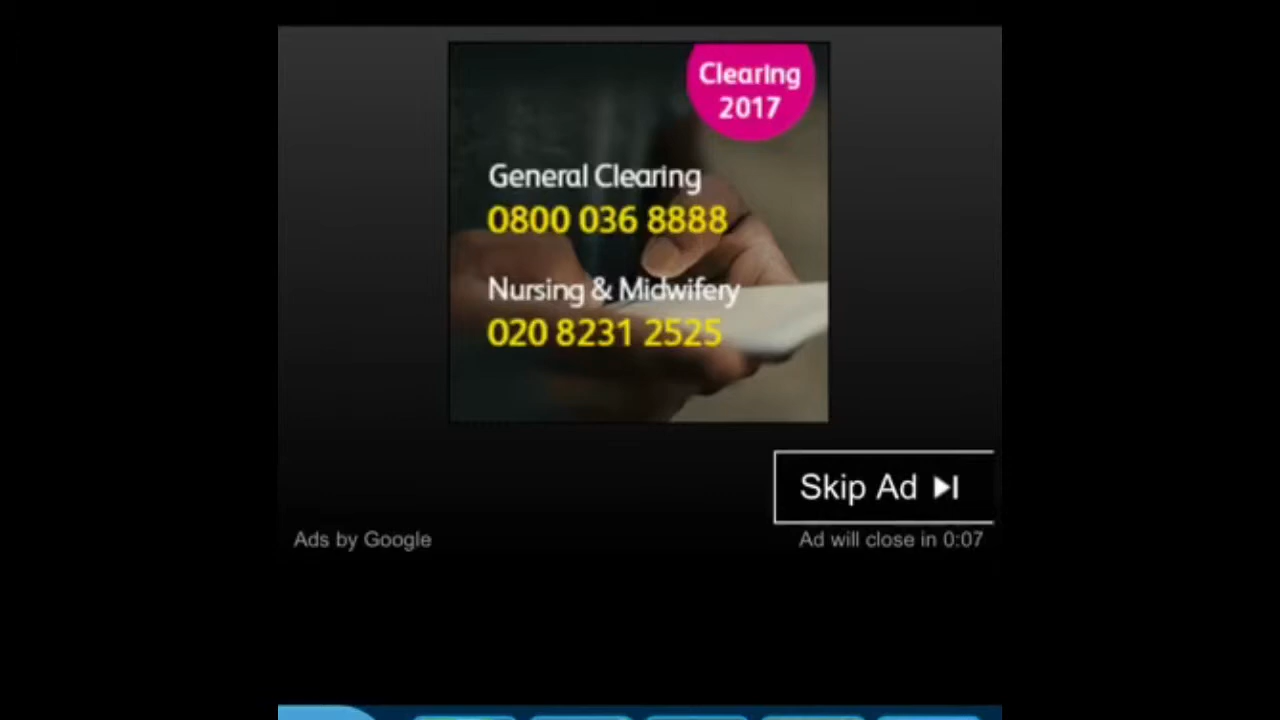 Clearing
2017
General Clearing
0800 036 8888
Nursing & Midwifery
020 8231 2525
Skip Ad
Ads by Google
Ad will close in 0:07